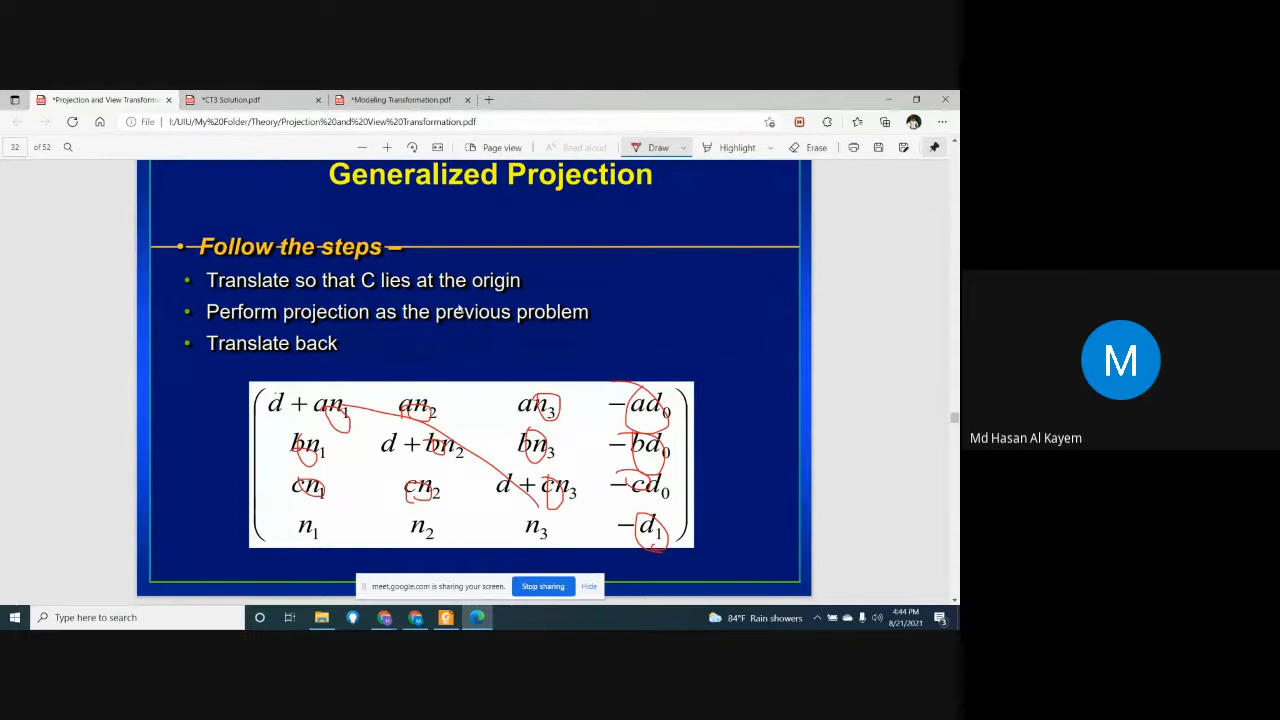 *Projection and View Transforma
*CT3 Solution.pdf
*Modeling Transformation.pdf
File
I:/UIU/My%20Folder/Theory/Projection%20and%20View%20Transformation.pdf
32 of 52
Page view
Read aloud
Draw
Highlight
Erase
Generalized Projection
• Follow the steps –
• Translate so that C lies at the origin
• Perform projection as the previous problem
• Translate back
d + an₁ an₂ an₃ − ad₀
bn₁ d + bn₂ bn₃ − bd₀
cn₁ cn₂ d + cn₃ − cd₀
n₁ n₂ n₃ − d₁
meet.google.com is sharing your screen. Stop sharing Hide
M
Md Hasan Al Kayem
Type here to search
84°F Rain showers
4:44 PM
8/21/2021
3